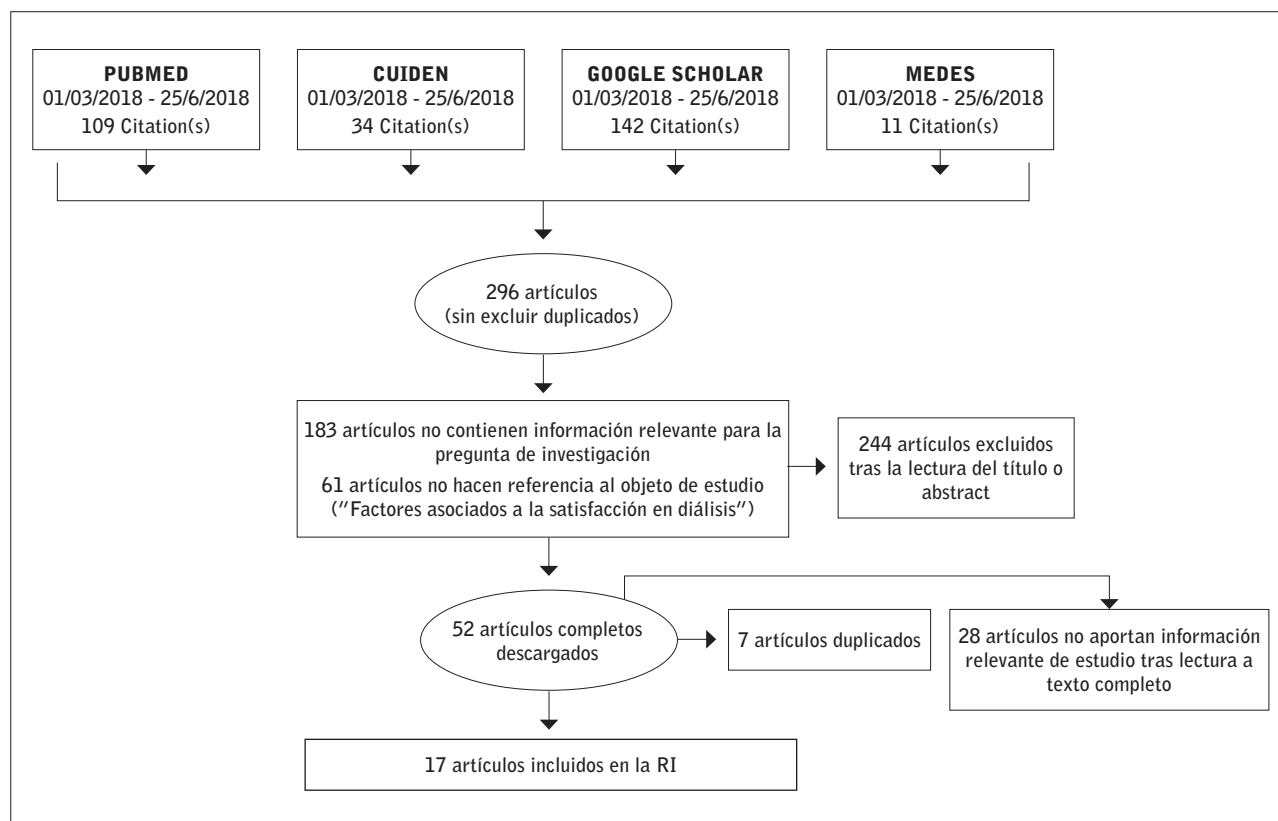 PUBMED
01/03/2018 - 25/6/2018
109 Citation(s)
CUIDEN
01/03/2018 - 25/6/2018
34 Citation(s)
GOOGLE SCHOLAR
01/03/2018 - 25/6/2018
142 Citation(s)
MEDES
01/03/2018 - 25/6/2018
11 Citation(s)
296 artículos
(sin excluir duplicados)
183 artículos no contienen información relevante para la
pregunta de investigación
61 artículos no hacen referencia al objeto de estudio
("Factores asociados a la satisfacción en diálisis")
244 artículos excluidos
tras la lectura del título o
abstract
52 artículos completos
descargados
7 artículos duplicados
28 artículos no aportan información
relevante de estudio tras lectura a
texto completo
17 artículos incluidos en la RI